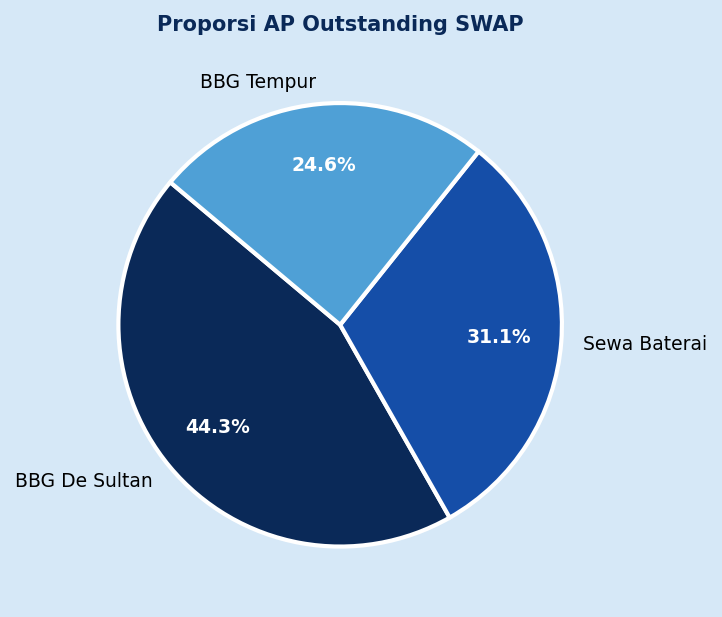 Proporsi AP Outstanding SWAP
BBG Tempur
24.6%
31.1%
Sewa Baterai
44.3%
BBG De Sultan